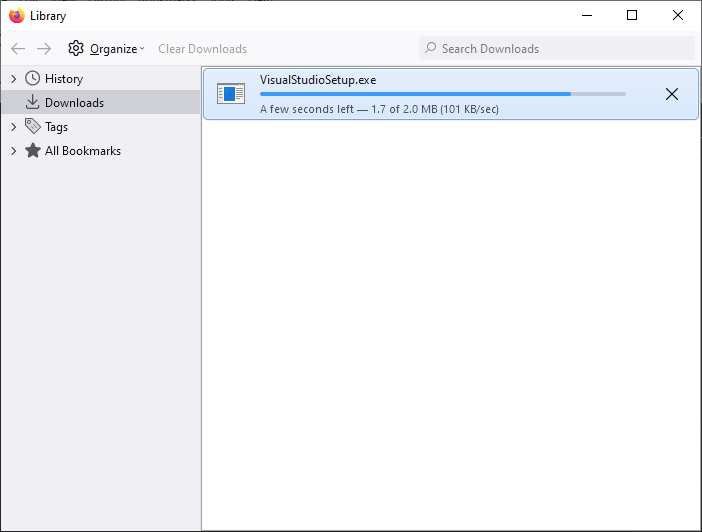 Library
Organize
Clear Downloads
Search Downloads
History
Downloads
Tags
All Bookmarks
VisualStudioSetup.exe
A few seconds left — 1.7 of 2.0 MB (101 KB/sec)